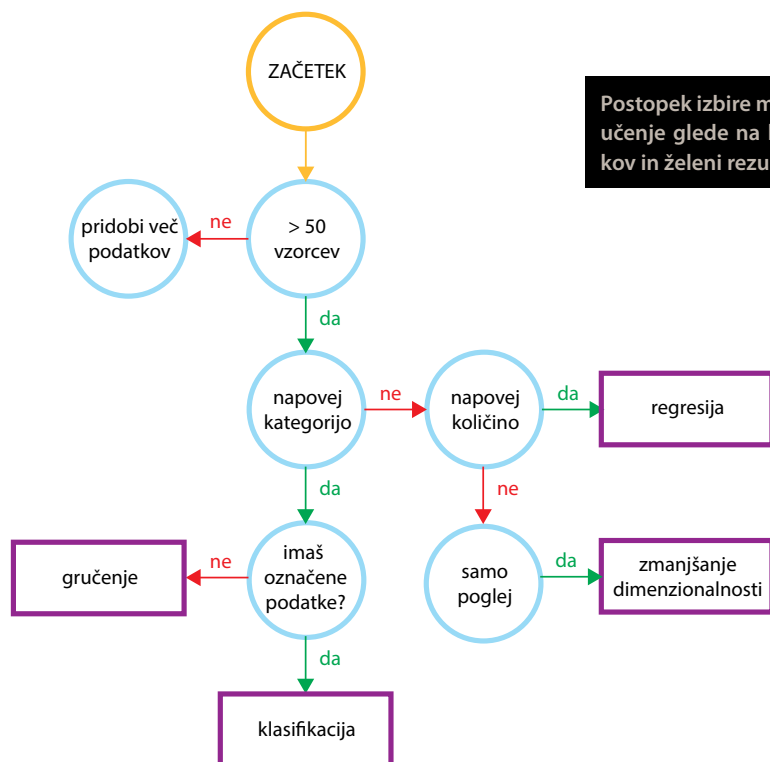 ZAČETEK
Postopek izbire
učenje glede na
kov in želeni
pridobi več
podatkov
ne
> 50
vzorcev
da
napovej
kategorijo
ne
napovej
količino
da
regresija
da
ne
gručenje
ne
imaš
označene
podatke?
samo
poglej
da
zmanjšanje
dimenzionalnosti
da
klasifikacija